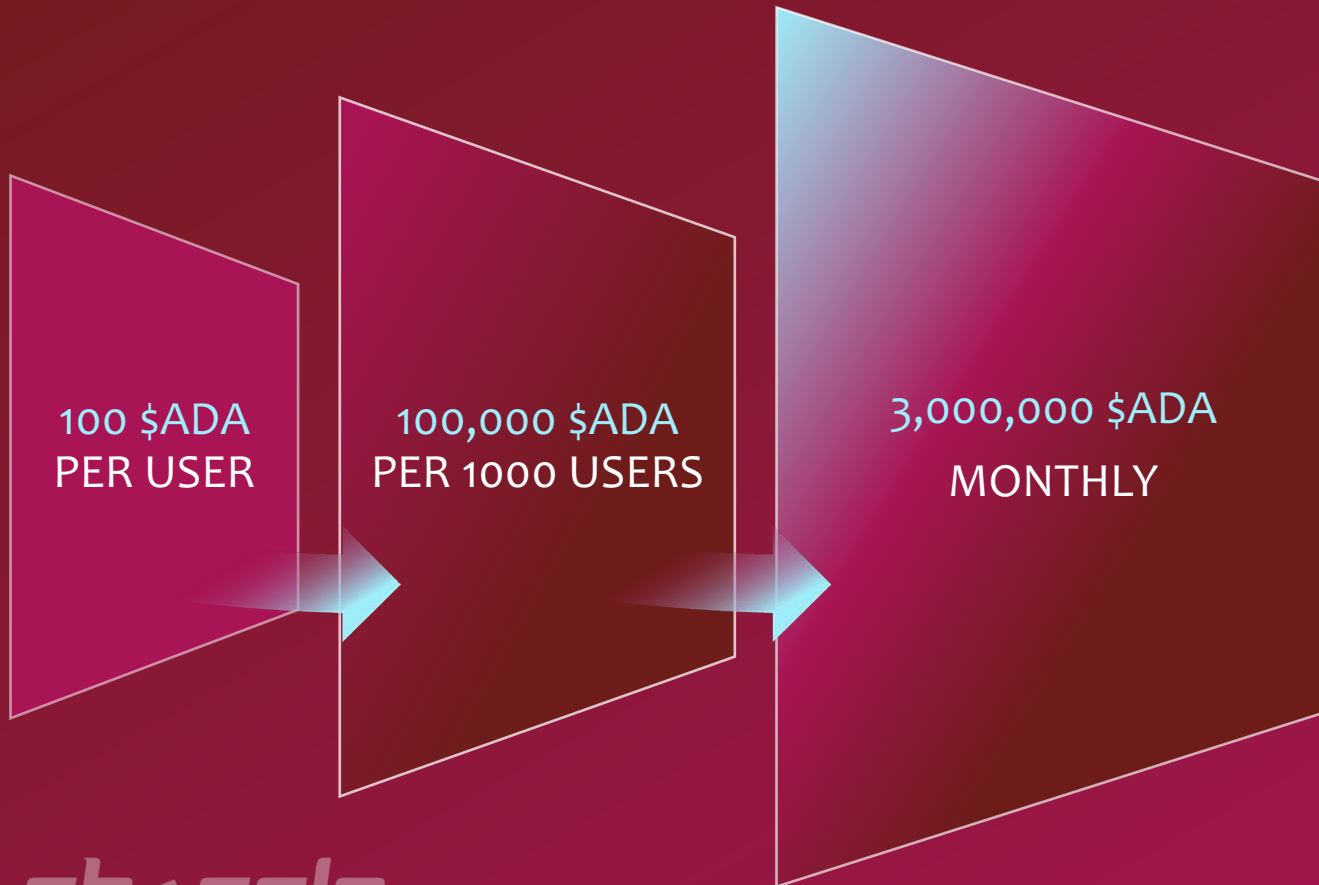 100 $ADA
PER USER
100,000 $ADA
PER 1000 USERS
3,000,000 $ADA
MONTHLY